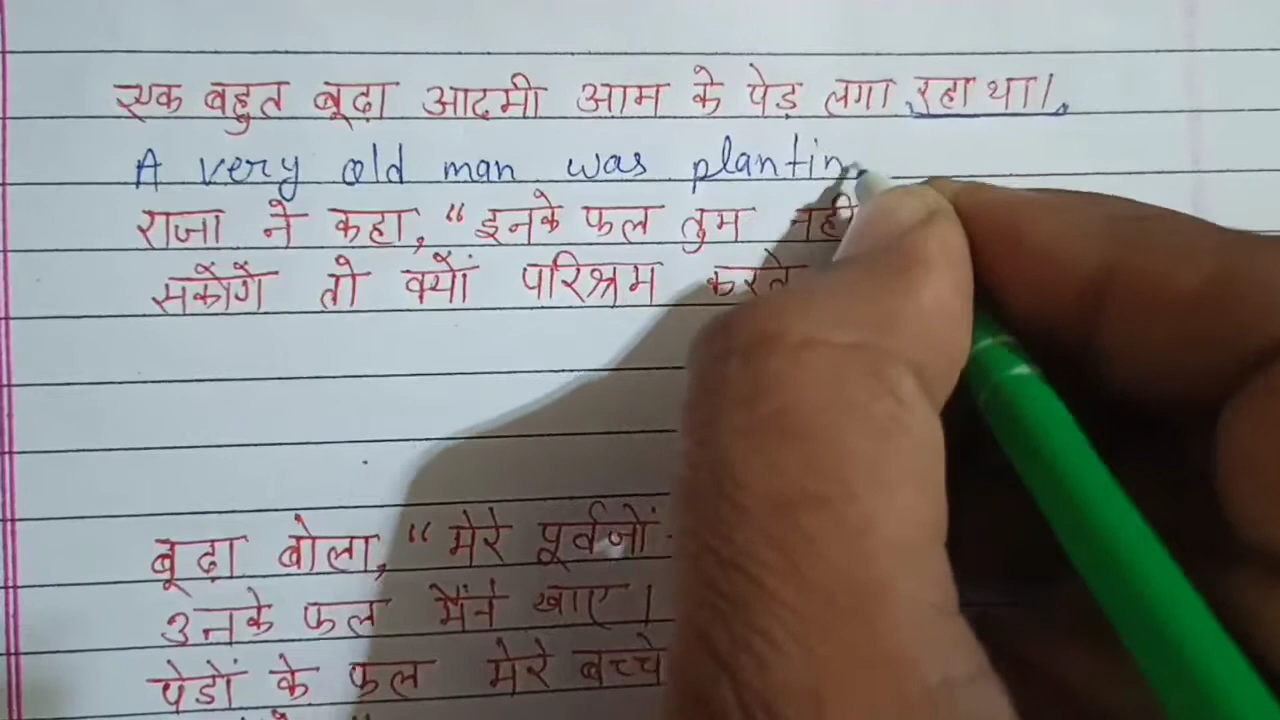 एक बहुत बूढ़ा आदमी आम के पेड़ लगा रहा था।
A very old man was plantin
राजा ने कहा, "इनके फल तुम नहीं
सकोगे तो क्यों परिश्रम करते
बूढ़ा बोला, "मेरे पूर्वजों
उनके फल मैंने खाए।
पेडों के फल मेरे बच्चे